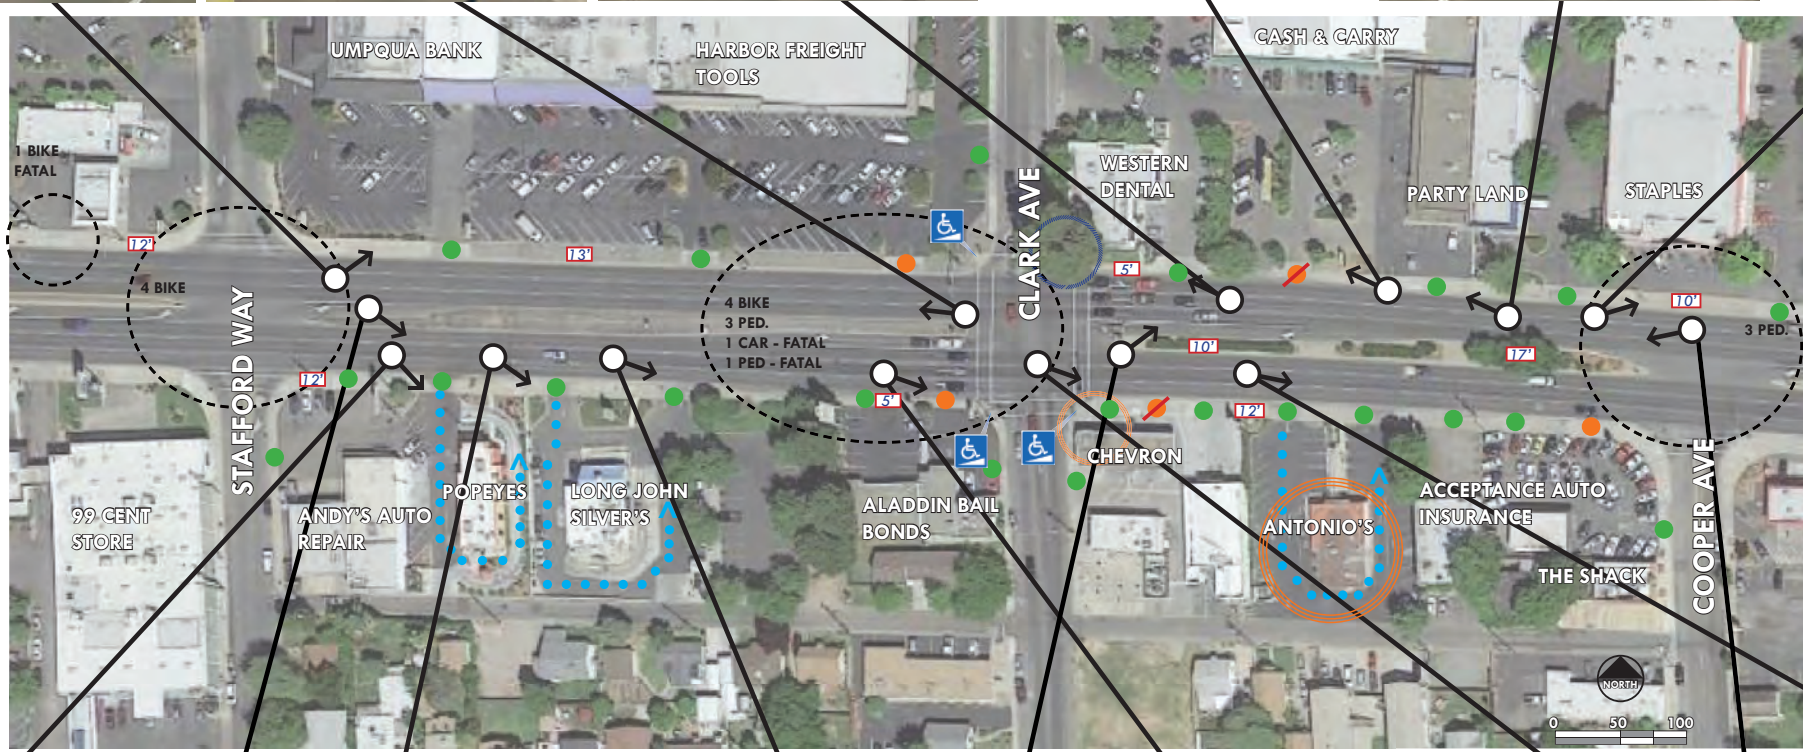 UMPQUA BANK
HARBOR FREIGHT
TOOLS
CASH & CARRY
1 BIKE
FATAL
WESTERN
DENTAL
PARTY LAND
STAPLES
CLARK AVE
12'
13'
5'
4 BIKE
4 BIKE
3 PED.
1 CAR - FATAL
1 PED - FATAL
10'
3 PED.
10'
17'
STAFFORD WAY
12'
5'
12'
CHEVRON
POPEYES
LONG JOHN
SILVER'S
ALADDIN BAIL
BONDS
99 CENT
STORE
ANDY'S AUTO
REPAIR
ANTONIO'S
ACCEPTANCE AUTO
INSURANCE
THE SHACK
COOPER AVE
NORTH
0 50 100